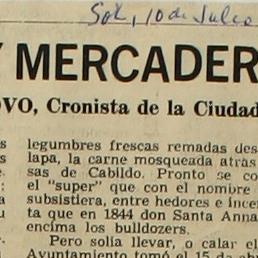 Sol, 10 de Julio
Y MERCADER
OVO, Cronista de la Ciudad
legumbres frescas remadas des
lapa, la carne mosqueada atrás
sas de Cabildo. Pronto se co
el "super" que con el nombre
subsistiera, entre hedores e ince
ta que en 1844 don Santa Anna
encima los bulldozers.
Pero solía llevar, o calar el
Ayuntamiento tomó el 15 de abr